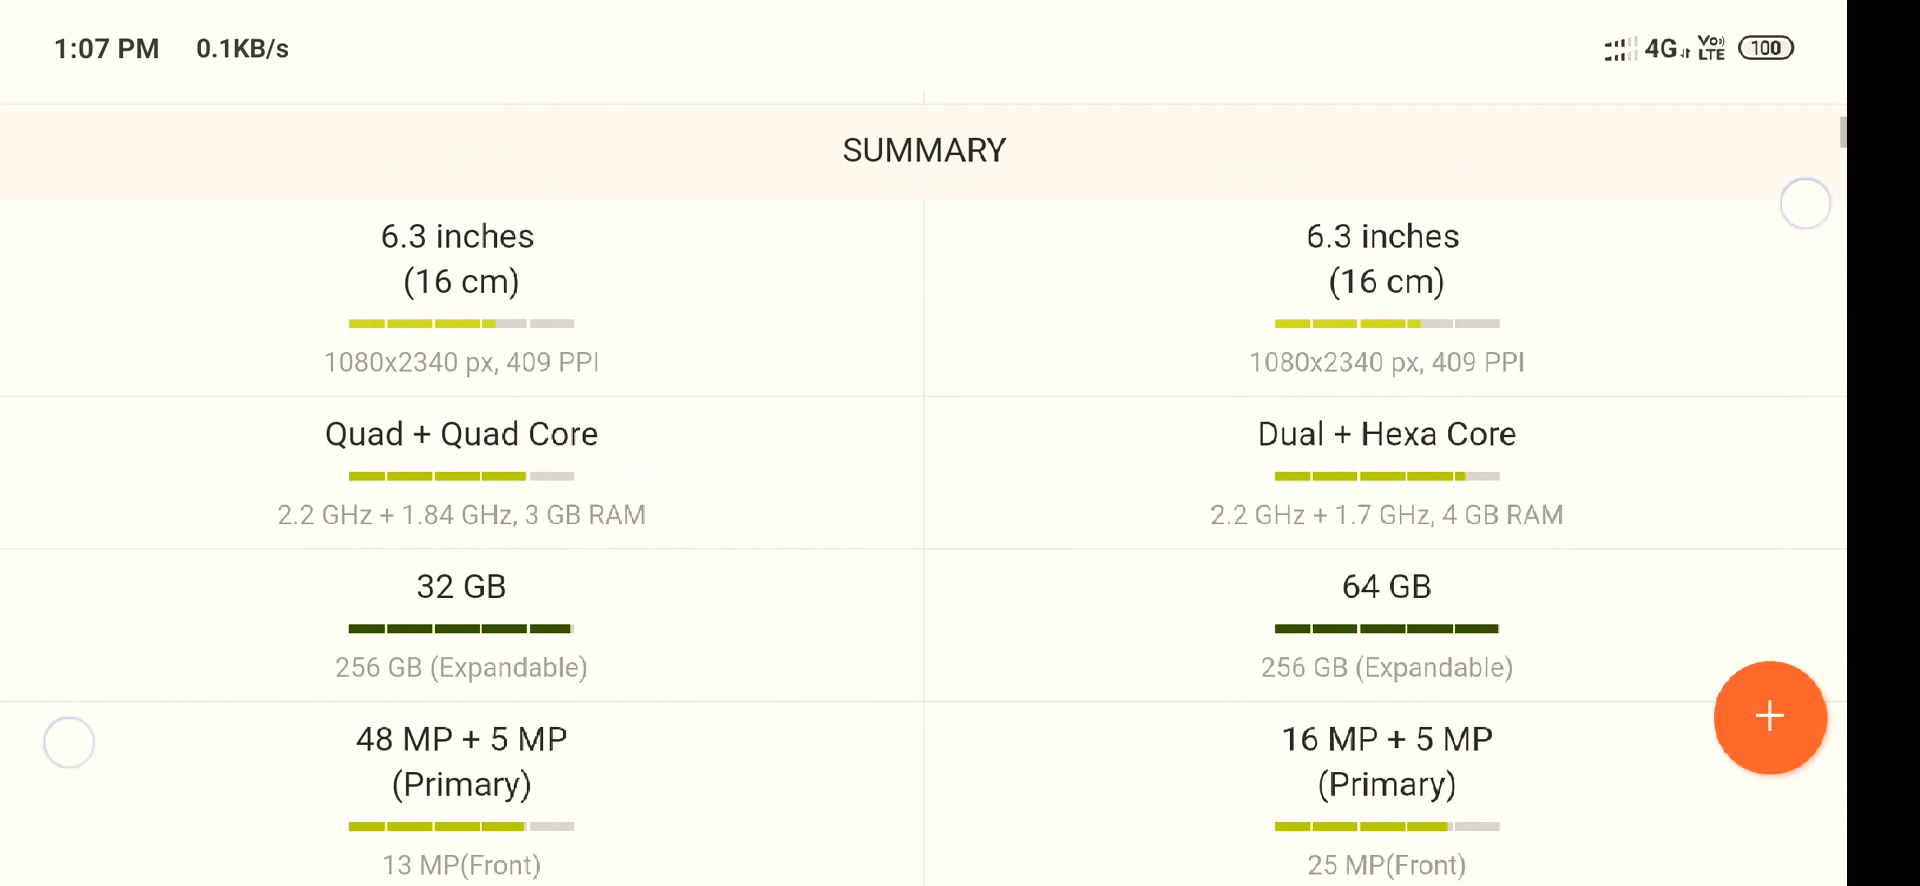 1:07 PM 0.1KB/s 4G Vo) LTE 100
SUMMARY
6.3 inches
(16 cm)
1080x2340 px, 409 PPI
6.3 inches
(16 cm)
1080x2340 px, 409 PPI
Quad + Quad Core
2.2 GHz + 1.84 GHz, 3 GB RAM
Dual + Hexa Core
2.2 GHz + 1.7 GHz, 4 GB RAM
32 GB
256 GB (Expandable)
64 GB
256 GB (Expandable)
48 MP + 5 MP
(Primary)
13 MP(Front)
16 MP + 5 MP
(Primary)
25 MP(Front)